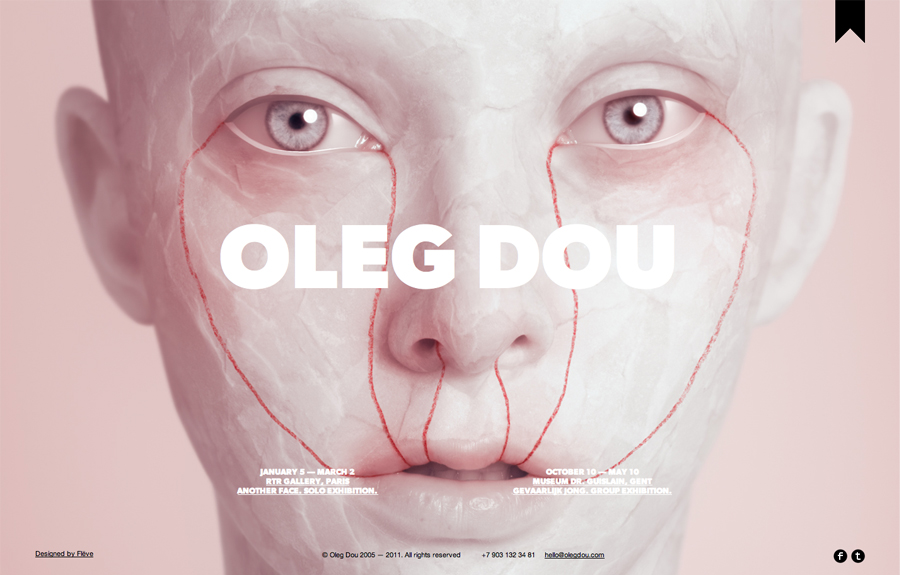 OLEG DOU
JANUARY 5 — MARCH 2
RTR GALLERY, PARIS
ANOTHER FACE. SOLO EXHIBITION.
OCTOBER 10 — MAY 10
MUSEUM DR. GUISLAIN, GENT
GEVAARLIJK JONG. GROUP EXHIBITION.
Designed by Flëve
© Oleg Dou 2005 — 2011. All rights reserved
+7 903 132 34 81
hello@olegdou.com
f
t